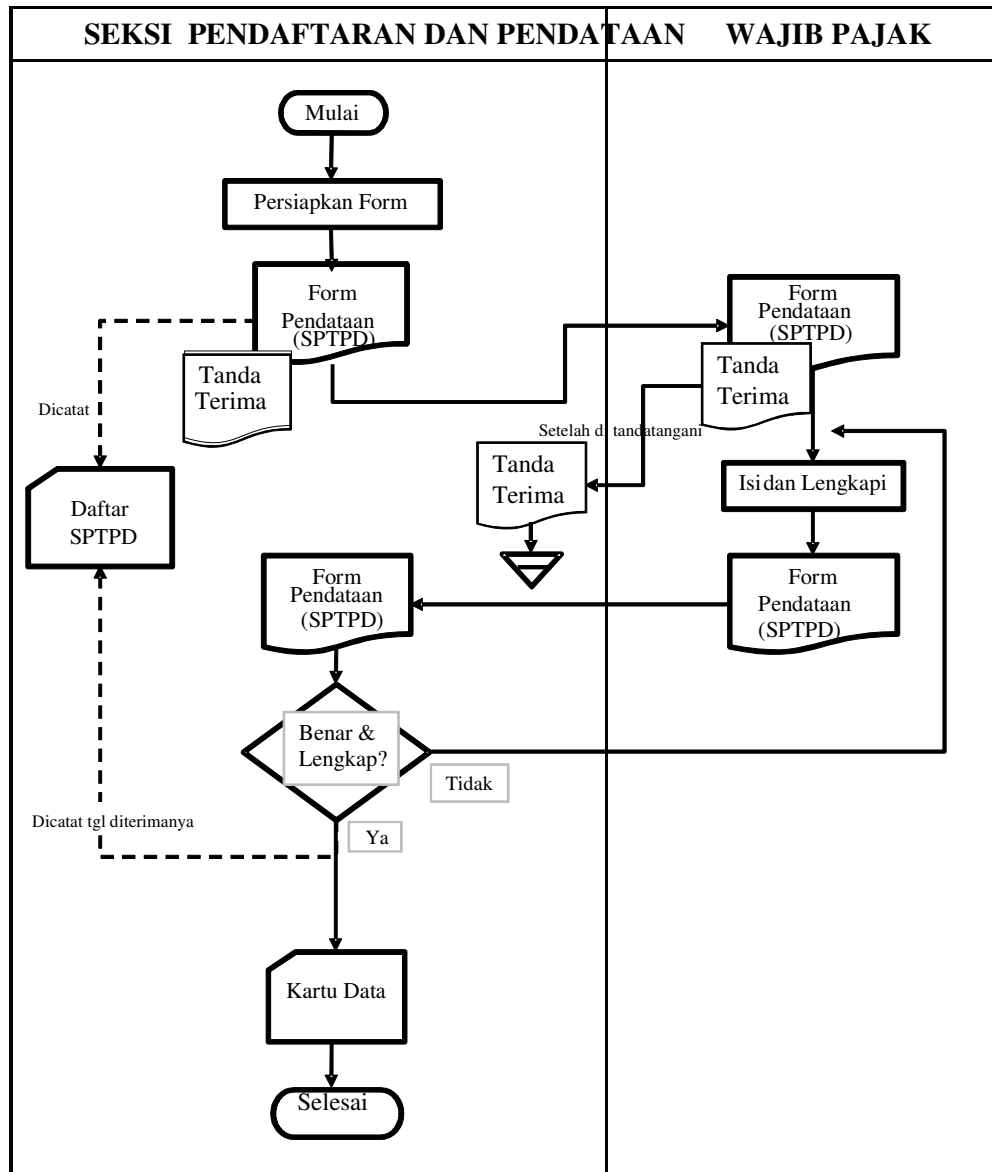 SEKSI PENDAFTARAN DAN PENDATAAN
WAJIB PAJAK
Mulai
Persiapkan Form
Form
Pendataan
(SPTPD)
Tanda
Terima
Form
Pendataan
(SPTPD)
Tanda
Terima
Dicatat
Setelah di tandatangani
Tanda
Terima
Isi dan Lengkapi
Daftar
SPTPD
Form
Pendataan
(SPTPD)
Form
Pendataan
(SPTPD)
Benar &
Lengkap?
Tidak
Dicatat tgl diterimanya
Ya
Kartu Data
Selesai